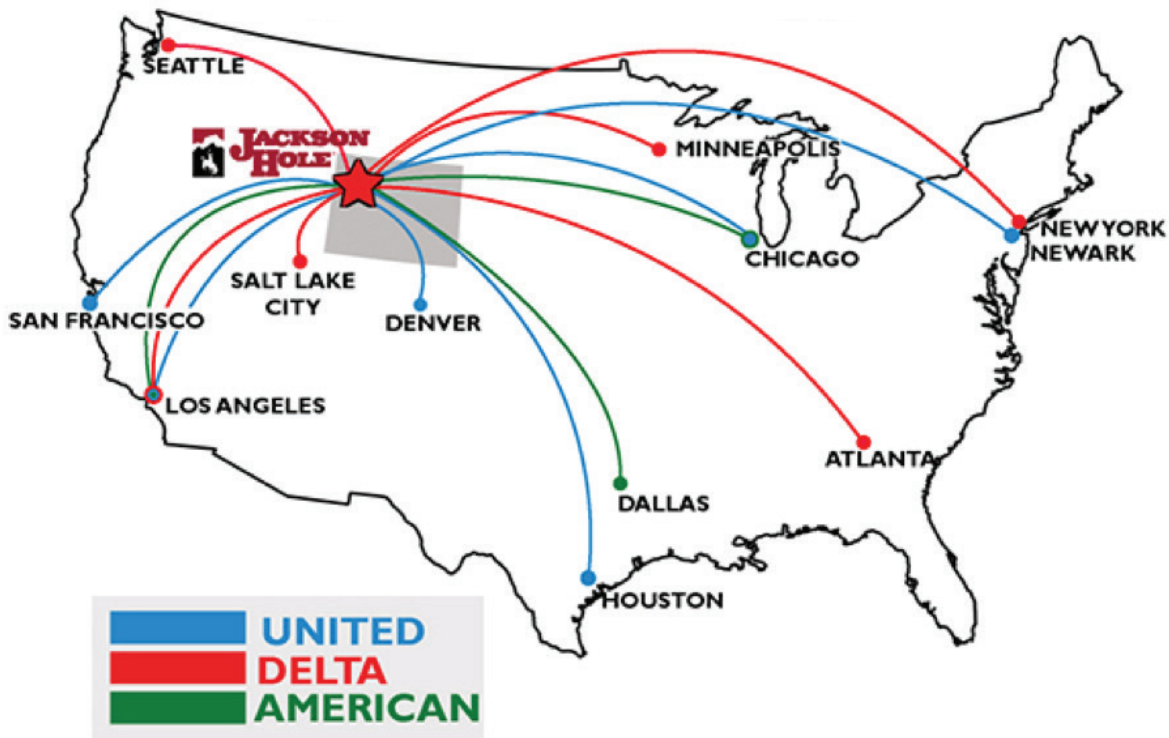 SEATTLE
JACKSON
HOLE
MINNEAPOLIS
NEW YORK
NEWARK
CHICAGO
SALT LAKE
CITY
SAN FRANCISCO
DENVER
LOS ANGELES
ATLANTA
DALLAS
HOUSTON
UNITED
DELTA
AMERICAN